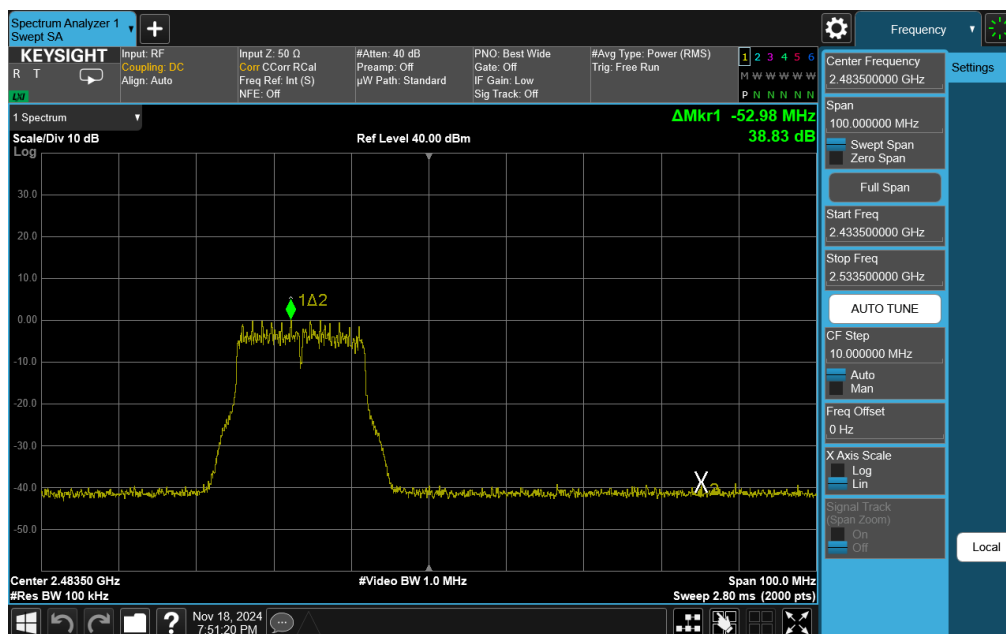 Spectrum Analyzer 1
Swept SA
Frequency
KEYSIGHT
R T
LXI
Input: RF
Coupling: DC
Align: Auto
Input Z: 50 Ω
Corr CCorr RCal
Freq Ref: Int (S)
NFE: Off
#Atten: 40 dB
Preamp: Off
µW Path: Standard
PNO: Best Wide
Gate: Off
IF Gain: Low
Sig Track: Off
#Avg Type: Power (RMS)
Trig: Free Run
1 2 3 4 5 6
M W W W W W
P N N N N N
1 Spectrum
Scale/Div 10 dB
Log
Ref Level 40.00 dBm
ΔMkr1 -52.98 MHz
38.83 dB
30.0
20.0
10.0
0.00
-10.0
-20.0
-30.0
-40.0
-50.0
1Δ2
X2
Center 2.48350 GHz
#Res BW 100 kHz
#Video BW 1.0 MHz
Span 100.0 MHz
Sweep 2.80 ms (2000 pts)
Nov 18, 2024
7:51:20 PM
Center Frequency
2.483500000 GHz
Settings
Span
100.000000 MHz
Swept Span
Zero Span
Full Span
Start Freq
2.433500000 GHz
Stop Freq
2.533500000 GHz
AUTO TUNE
CF Step
10.000000 MHz
Auto
Man
Freq Offset
0 Hz
X Axis Scale
Log
Lin
Signal Track
(Span Zoom)
On
Off
Local